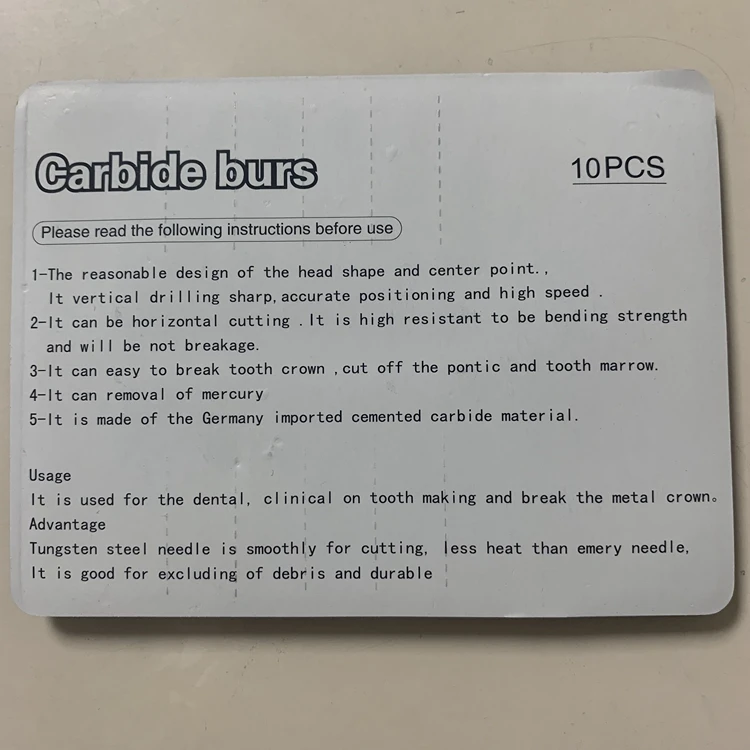 Carbide burs
10PCS
Please read the following instructions before use
1-The reasonable design of the head shape and center point.,
It vertical drilling sharp,accurate positioning and high speed .
2-It can be horizontal cutting .It is high resistant to be bending strength
and will be not breakage.
3-It can easy to break tooth crown ,cut off the pontic and tooth marrow.
4-It can removal of mercury
5-It is made of the Germany imported cemented carbide material.
Usage
It is used for the dental, clinical on tooth making and break the metal crown。
Advantage
Tungsten steel needle is smoothly for cutting, less heat than emery needle,
It is good for excluding of debris and durable